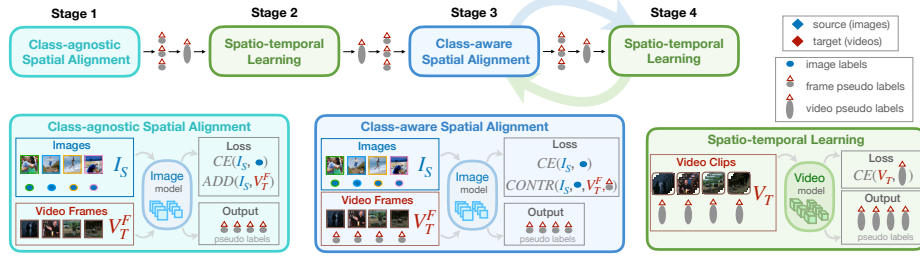 Stage 1
Stage 2
Stage 3
Stage 4
Class-agnostic
Spatial Alignment
Spatio-temporal
Learning
Class-aware
Spatial Alignment
Spatio-temporal
Learning
source (images)
target (videos)
image labels
frame pseudo labels
video pseudo labels
Class-agnostic Spatial Alignment
Images
I_S
Video Frames
V_T^F
Image
model
Loss
CE(I_S, )
ADD(I_S,V_T^F)
Output
pseudo labels
Class-aware Spatial Alignment
Images
I_S
Video Frames
V_T^F
Image
model
Loss
CE(I_S, )
CONTR(I_S, ,V_T^F, )
Output
pseudo labels
Spatio-temporal Learning
Video Clips
V_T
Video
model
Loss
CE(V_T, )
Output
pseudo labels